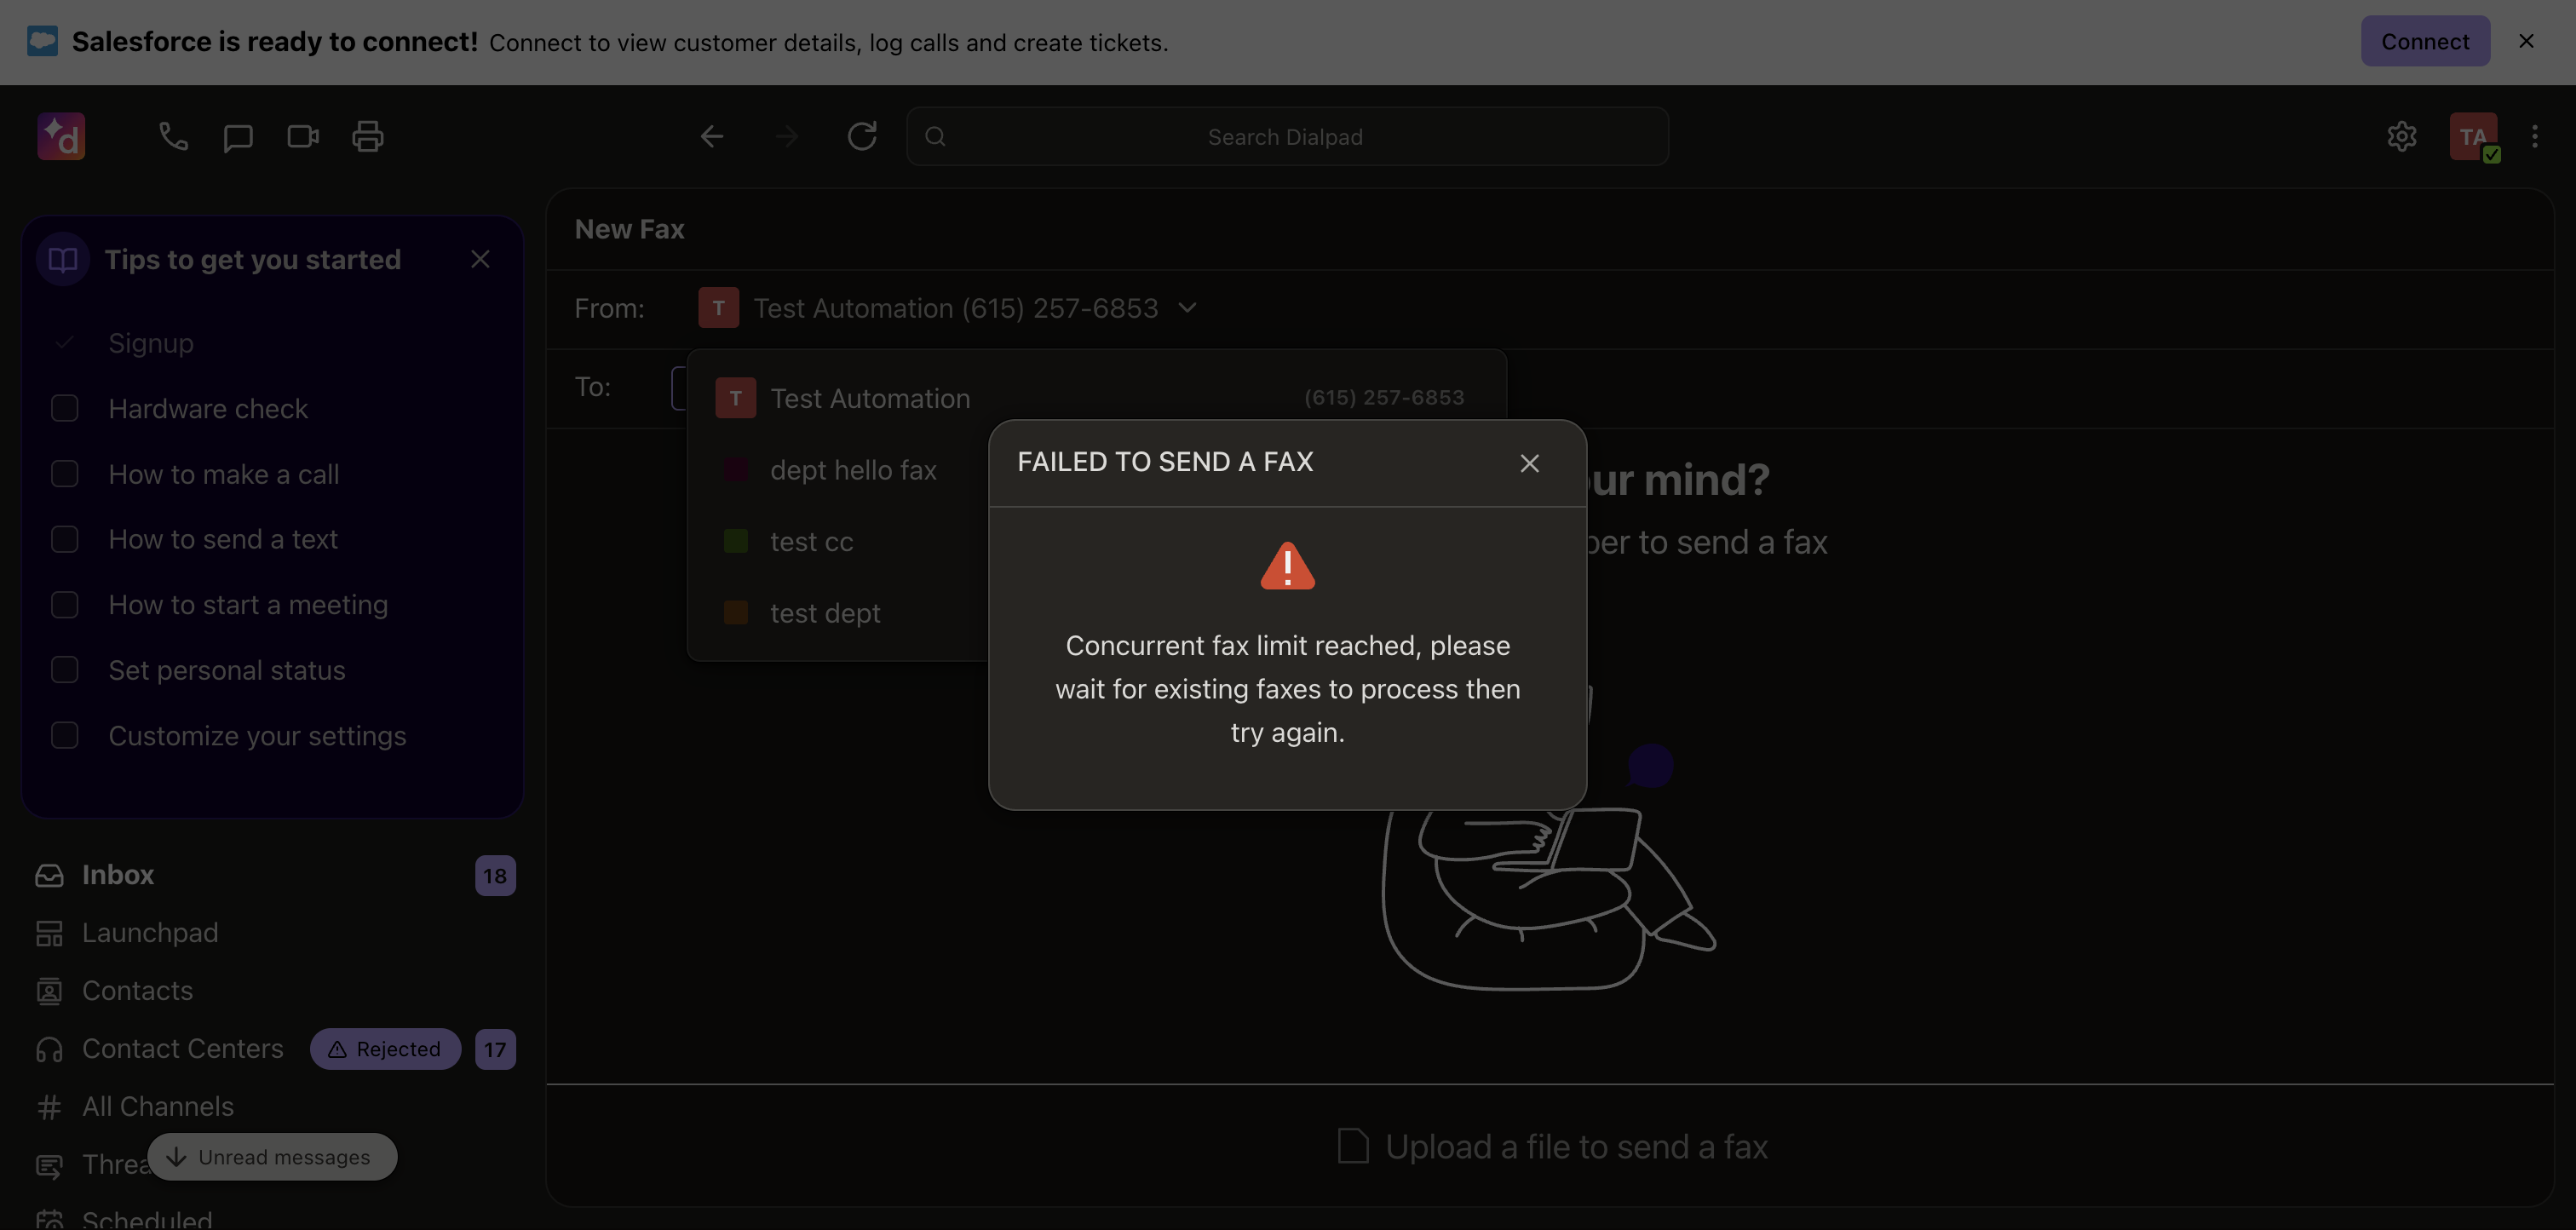 Salesforce is ready to connect! Connect to view customer details, log calls and create tickets.
Connect
d
Search Dialpad
TA
Tips to get you started
Signup
Hardware check
How to make a call
How to send a text
How to start a meeting
Set personal status
Customize your settings
Inbox
18
Launchpad
Contacts
Contact Centers
Rejected
17
All Channels
Unread messages
Scheduled
New Fax
From:
T
Test Automation (615) 257-6853
To:
T
Test Automation
(615) 257-6853
dept hello fax
test cc
test dept
mind?
to send a fax
FAILED TO SEND A FAX
Concurrent fax limit reached, please
wait for existing faxes to process then
try again.
Upload a file to send a fax